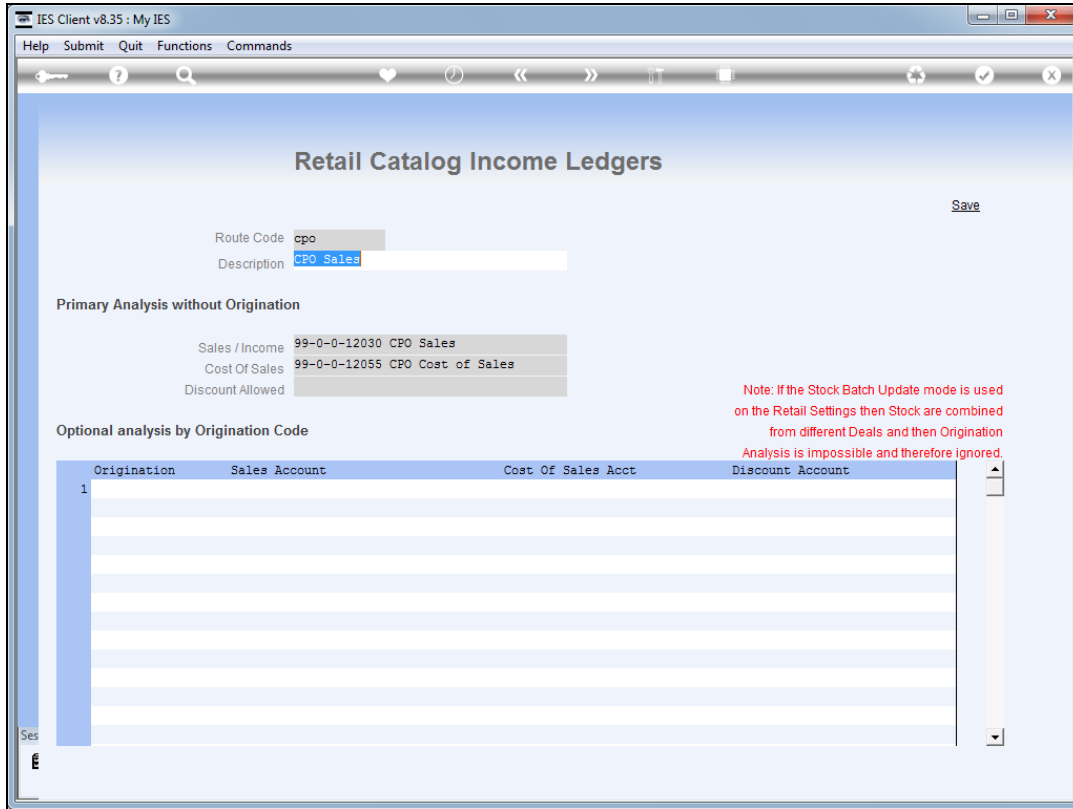 IES Client v8.35 : My IES
Help Submit Quit Functions Commands
Retail Catalog Income Ledgers
Save
Route Code cpo
Description CPO Sales
Primary Analysis without Origination
Sales / Income 99-0-0-12030 CPO Sales
Cost Of Sales 99-0-0-12055 CPO Cost of Sales
Discount Allowed
Note: If the Stock Batch Update mode is used
on the Retail Settings then Stock are combined
from different Deals and then Origination
Analysis is impossible and therefore ignored.
Optional analysis by Origination Code
Origination Sales Account Cost Of Sales Acct Discount Account
1
Ses